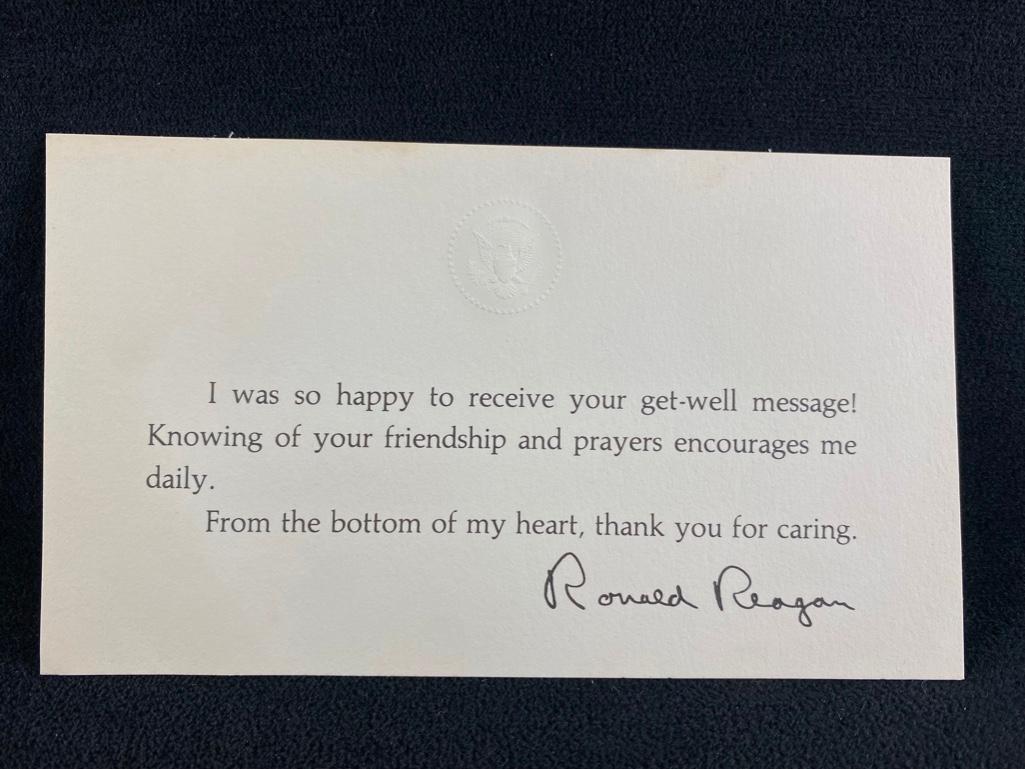 I was so happy to receive your get-well message!
Knowing of your friendship and prayers encourages me
daily.
From the bottom of my heart, thank you for caring.
Ronald Reagan